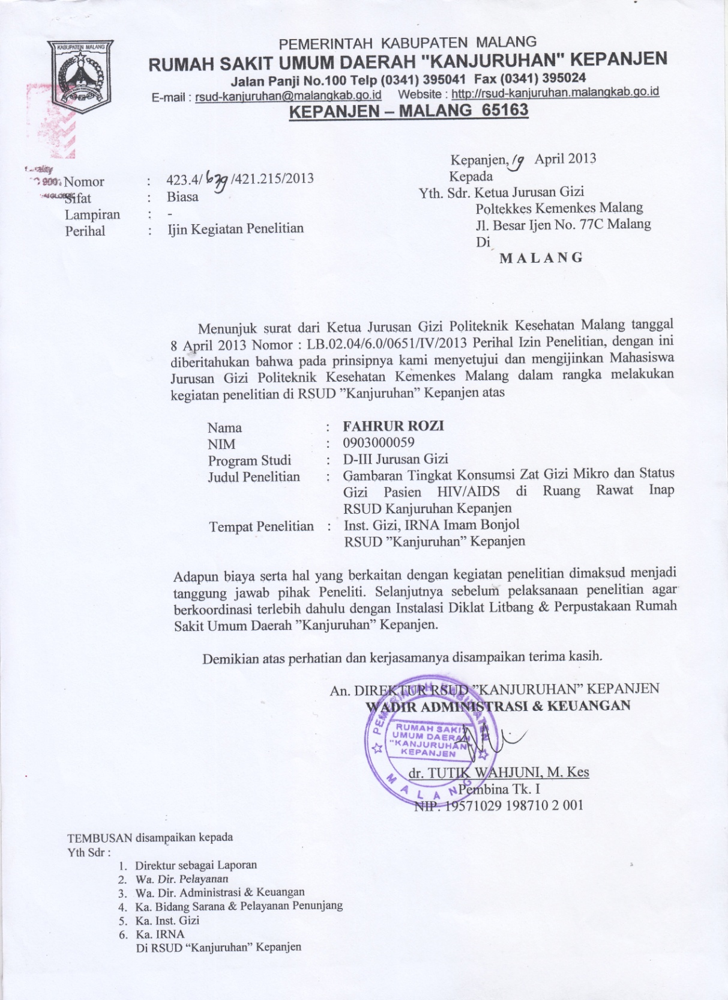 KABUPATEN MALANG
PEMERINTAH KABUPATEN MALANG
RUMAH SAKIT UMUM DAERAH "KANJURUHAN" KEPANJEN
Jalan Panji No.100 Telp (0341) 395041 Fax (0341) 395024
E-mail : rsud-kanjuruhan@malangkab.go.id Website : http://rsud-kanjuruhan.malangkab.go.id
KEPANJEN – MALANG 65163
Kepanjen, 19 April 2013
Kepada
Yth. Sdr. Ketua Jurusan Gizi
Poltekkes Kemenkes Malang
Jl. Besar Ijen No. 77C Malang
Di
M A L A N G
Nomor : 423.4/639/421.215/2013
Sifat : Biasa
Lampiran : -
Perihal : Ijin Kegiatan Penelitian
Menunjuk surat dari Ketua Jurusan Gizi Politeknik Kesehatan Malang tanggal
8 April 2013 Nomor : LB.02.04/6.0/0651/IV/2013 Perihal Izin Penelitian, dengan ini
diberitahukan bahwa pada prinsipnya kami menyetujui dan mengijinkan Mahasiswa
Jurusan Gizi Politeknik Kesehatan Kemenkes Malang dalam rangka melakukan
kegiatan penelitian di RSUD ”Kanjuruhan” Kepanjen atas
Nama : FAHRUR ROZI
NIM : 0903000059
Program Studi : D-III Jurusan Gizi
Judul Penelitian : Gambaran Tingkat Konsumsi Zat Gizi Mikro dan Status
Gizi Pasien HIV/AIDS di Ruang Rawat Inap
RSUD Kanjuruhan Kepanjen
Tempat Penelitian : Inst. Gizi, IRNA Imam Bonjol
RSUD ”Kanjuruhan” Kepanjen
Adapun biaya serta hal yang berkaitan dengan kegiatan penelitian dimaksud menjadi
tanggung jawab pihak Peneliti. Selanjutnya sebelum pelaksanaan penelitian agar
berkoordinasi terlebih dahulu dengan Instalasi Diklat Litbang & Perpustakaan Rumah
Sakit Umum Daerah ”Kanjuruhan” Kepanjen.
Demikian atas perhatian dan kerjasamanya disampaikan terima kasih.
An. DIREKTUR RSUD ”KANJURUHAN” KEPANJEN
WADIR ADMINISTRASI & KEUANGAN
PEMERINTAH KABUPATEN
RUMAH SAKIT
UMUM DAERAH
"KANJURUHAN"
KEPANJEN
MALANG
dr. TUTIK WAHJUNI, M. Kes
Pembina Tk. I
NIP. 19571029 198710 2 001
TEMBUSAN disampaikan kepada
Yth Sdr :
1. Direktur sebagai Laporan
2. Wa. Dir. Pelayanan
3. Wa. Dir. Administrasi & Keuangan
4. Ka. Bidang Sarana & Pelayanan Penunjang
5. Ka. Inst. Gizi
6. Ka. IRNA
Di RSUD “Kanjuruhan” Kepanjen